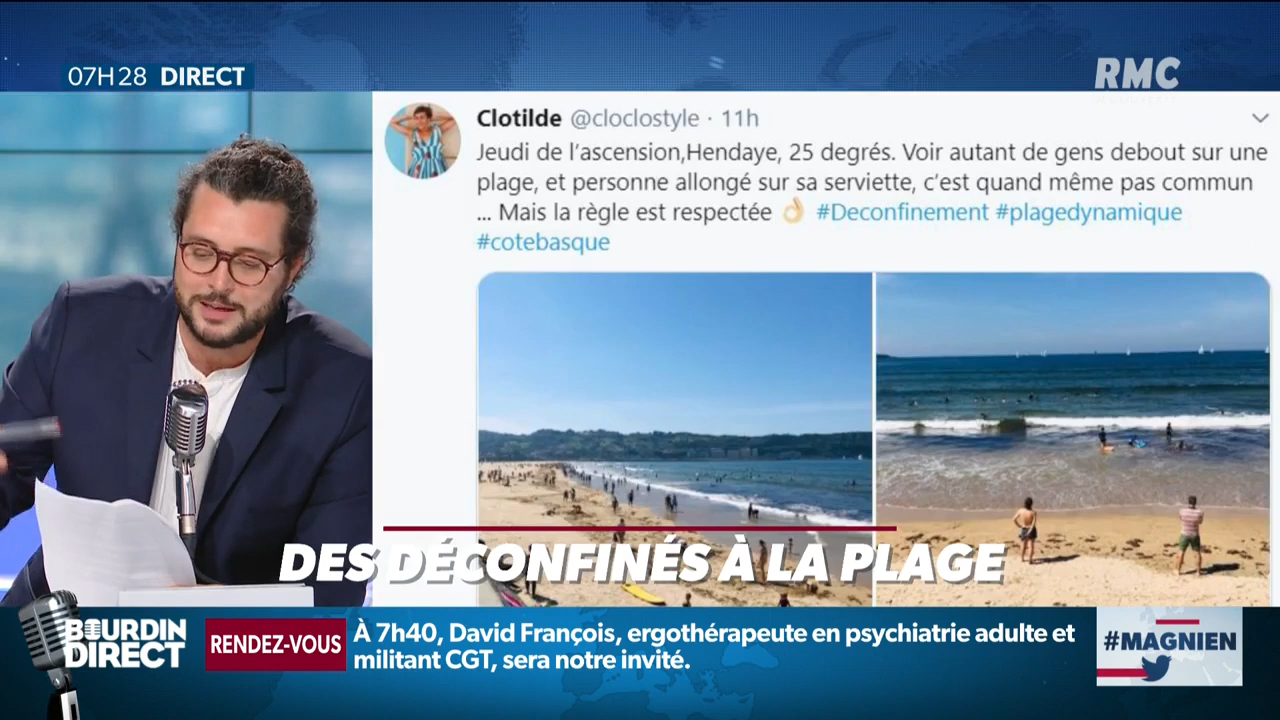 07H28 DIRECT
RMC
Clotilde @cloclostyle · 11h
Jeudi de l'ascension,Hendaye, 25 degrés. Voir autant de gens debout sur une
plage, et personne allongé sur sa serviette, c'est quand même pas commun
... Mais la règle est respectée 👌 #Deconfinement #plagedynamique
#cotebasque
DES DÉCONFINÉS À LA PLAGE
BOURDIN
DIRECT
RENDEZ-VOUS
À 7h40, David François, ergothérapeute en psychiatrie adulte et
militant CGT, sera notre invité.
#MAGNIEN